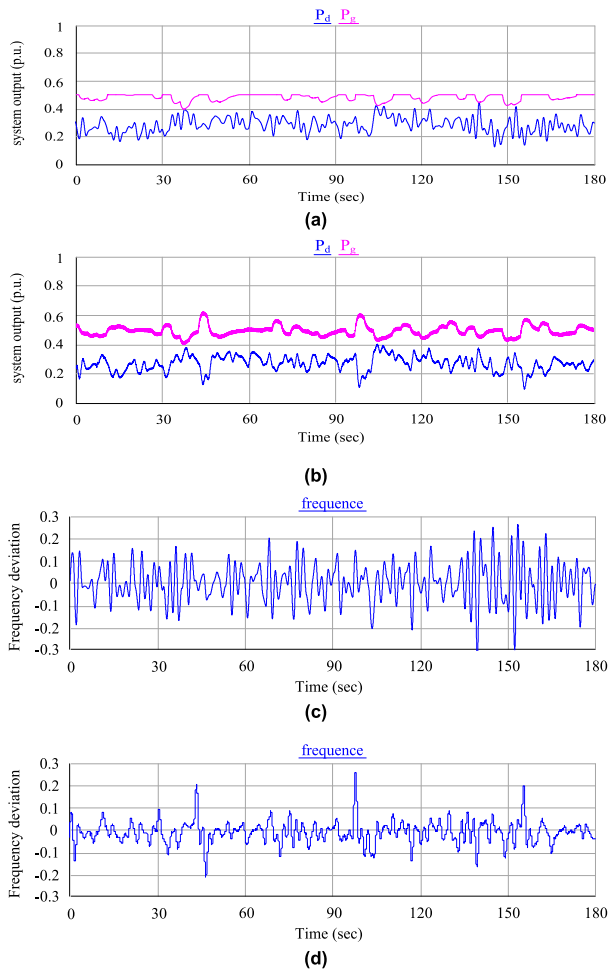 P_d P_g
system output (p.u.)
1
0.8
0.6
0.4
0.2
0
0 30 60 90 120 150 180
Time (sec)
(a)
P_d P_g
system output (p.u.)
1
0.8
0.6
0.4
0.2
0
0 30 60 90 120 150 180
Time (sec)
(b)
frequence
Frequency deviation
0.3
0.2
0.1
0
-0.1
-0.2
-0.3
0 30 60 90 120 150 180
Time (sec)
(c)
frequence
Frequency deviation
0.3
0.2
0.1
0
-0.1
-0.2
0.3
0 30 60 90 120 150 180
Time (sec)
(d)